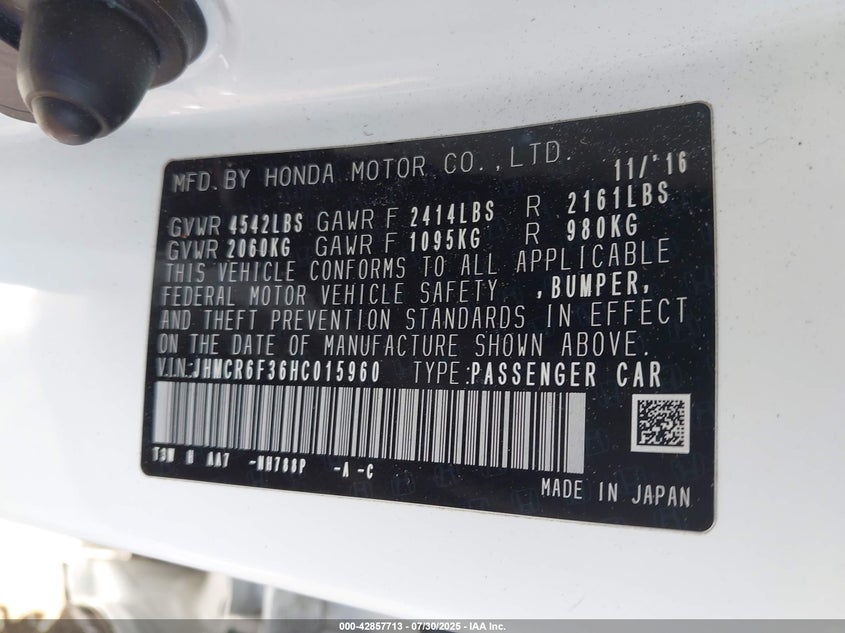 MFD. BY HONDA MOTOR CO., LTD. 11/'16
GVWR 4542LBS GAWR F 2414LBS R 2161LBS
GVWR 2060KG GAWR F 1095KG R 980KG
THIS VEHICLE CONFORMS TO ALL APPLICABLE
FEDERAL MOTOR VEHICLE SAFETY ,BUMPER,
AND THEFT PREVENTION STANDARDS IN EFFECT
ON THE DATE OF MANUFACTURE SHOWN ABOVE.
V.I.N.:JHMCR6F36HC015960 TYPE:PASSENGER CAR
AA7 -NH788P -A -C
MADE IN JAPAN
000-42857713 - 07/30/2025 - IAA Inc.